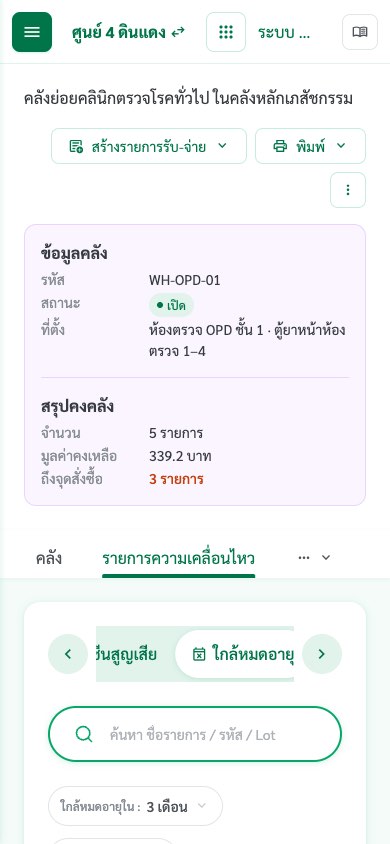 ศูนย์ 4 ดินแดง
ระบบ ...
คลังย่อยคลินิกตรวจโรคทั่วไป ในคลังหลักเภสัชกรรม
สร้างรายการรับ-จ่าย
พิมพ์
ข้อมูลคลัง
รหัส WH-OPD-01
สถานะ เปิด
ที่ตั้ง ห้องตรวจ OPD ชั้น 1 · ตู้ยาหน้าห้อง
ตรวจ 1–4
สรุปคงคลัง
จำนวน 5 รายการ
มูลค่าคงเหลือ 339.2 บาท
ถึงจุดสั่งซื้อ 3 รายการ
คลัง
รายการความเคลื่อนไหว
สูญเสีย
ใกล้หมดอายุ
ค้นหา ชื่อรายการ / รหัส / Lot
ใกล้หมดอายุใน : 3 เดือน